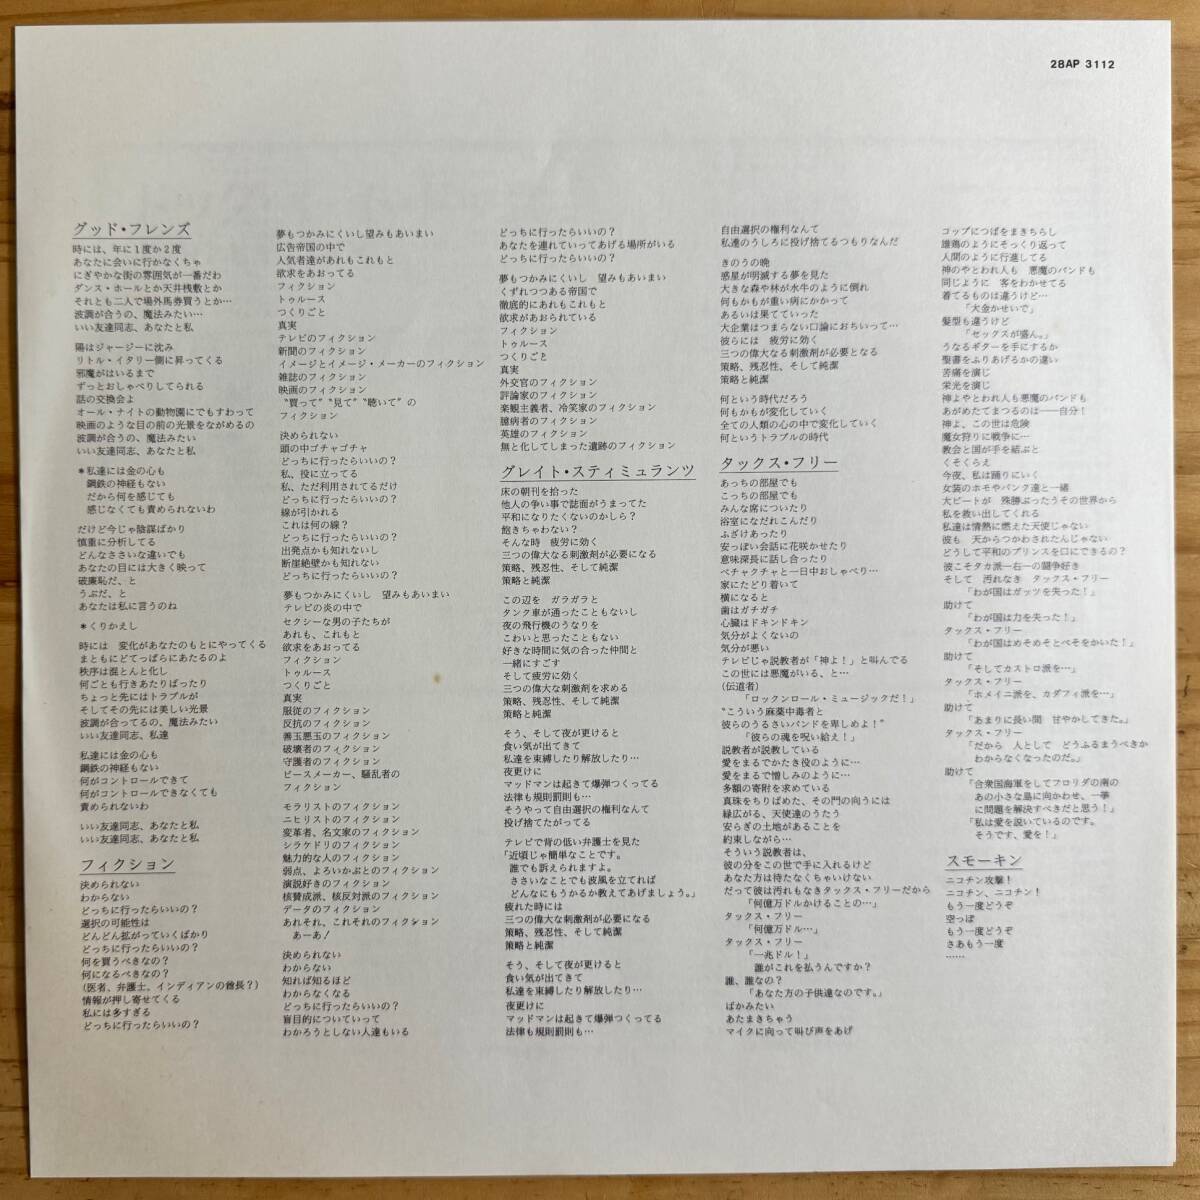 28AP 3112
グッド・フレンズ
時には、年に1度か2度
あなたに会いに行かなくちゃ
にぎやかな街の雰囲気が一番だわ
ダンス・ホールとか天井桟敷とか
それとも二人で場外馬券買うとか…
波調が合うの、魔法みたい…
いい友達同志、あなたと私
陽はジャージーに沈み
リトル・イタリー側に昇ってくる
邪魔がはいるまで
ずっとおしゃべりしてられる
話の交換会よ
オール・ナイトの動物園にでもすわって
映画のような目の前の光景をながめるの
波調が合うの、魔法みたい
いい友達同志、あなたと私
*私達には金の心も
鋼鉄の神経もない
だから何を感じても
感じなくても責められないわ
だけど今じゃ陰謀ばかり
慎重に分析してる
どんなささいな違いでも
あなたの目には大きく映って
破廉恥だ、と
うぶだ、と
あなたは私に言うのね
*くりかえし
時には 変化があなたのもとにやってくる
まともにどてっぱらにあたるのよ
秩序は混とんと化し
何ごとも行きあたりばったり
ちょっと先にはトラブルが
そしてその先には美しい光景
波調が合ってるの、魔法みたい
いい友達同志、私達
私達には金の心も
鋼鉄の神経もない
何がコントロールできて
何がコントロールできなくても
責められないわ
いい友達同志、あなたと私
いい友達同志、あなたと私
フィクション
決められない
わからない
どっちに行ったらいいの?
選択の可能性は
どんどん拡がっていくばかり
どっちに行ったらいいの?
何を買うべきなの?
何になるべきなの?
(医者、弁護士、インディアンの酋長?)
情報が押し寄せてくる
私には多すぎる
どっちに行ったらいいの?
夢もつかみにくいし望みもあいまい
広告帝国の中で
人気者達があれもこれもと
欲求をあおってる
フィクション
トゥルース
つくりごと
真実
テレビのフィクション
新聞のフィクション
イメージとイメージ・メーカーのフィクション
雑誌のフィクション
映画のフィクション
"買って"見て"聴いて"の
フィクション
決められない
頭の中ゴチャゴチャ
どっちに行ったらいいの?
私、役に立ってる
私、ただ利用されてるだけ
どっちに行ったらいいの?
線が引かれる
これは何の線?
どっちに行ったらいいの?
出発点かも知れないし
断崖絶壁かも知れない
どっちに行ったらいいの?
夢もつかみにくいし 望みもあいまい
テレビの炎の中で
セクシーな男の子たちが
あれも、これもと
欲求をあおってる
フィクション
トゥルース
つくりごと
真実
服従のフィクション
反抗のフィクション
善玉悪玉のフィクション
破壊者のフィクション
守護者のフィクション
ピースメーカー、騒乱者の
フィクション
モラリストのフィクション
ニヒリストのフィクション
変革者、名文家のフィクション
シラケドリのフィクション
魅力的な人のフィクション
弱点、よろいかぶとのフィクション
演説好きのフィクション
核賛成派、核反対派のフィクション
データのフィクション
あれそれ、これそれのフィクション
あーあ!
決められない
わからない
知れば知るほど
わからなくなる
どっちに行ったらいいの?
盲目的についていって
わかろうとしない人達もいる
どっちに行ったらいいの?
あなたを連れていってあげる場所がいる
どっちに行ったらいいの?
夢もつかみにくいし 望みもあいまい
くずれつつある帝国で
徹底的にあれもこれもと
欲求があおられている
フィクション
トゥルース
つくりごと
真実
外交官のフィクション
評論家のフィクション
楽観主義者、冷笑家のフィクション
臆病者のフィクション
英雄のフィクション
無と化してしまった遺跡のフィクション
グレイト・スティミュランツ
床の朝刊を拾った
他人の争い事で誌面がうまってた
平和になりたくないのかしら?
飽きちゃわない?
そんな時 疲労に効く
三つの偉大なる刺激剤が必要になる
策略、残忍性、そして純潔
策略と純潔
この辺を ガラガラと
タンク車が通ったこともないし
夜の飛行機のうなりを
こわいと思ったこともない
好きな時間に気の合った仲間と
一緒にすごす
そして疲労に効く
三つの偉大なる刺激剤を求める
策略、残忍性、そして純潔
策略と純潔
そう、そして夜が更けると
食い気が出てきて
私達を束縛したり解放したり…
夜更けに
マッドマンは起きて爆弾つくってる
法律も規則罰則も…
そうやって自由選択の権利なんて
投げ捨てたがってる
テレビで背の低い弁護士を見た
「近頃じゃ簡単なことです。
誰でも訴えられますよ。
ささいなことでも波風を立てれば
どんなにもうかるか教えてあげましょう。」
疲れた時には
三つの偉大なる刺激剤が必要になる
策略、残忍性、そして純潔
策略と純潔
そう、そして夜が更けると
食い気が出てきて
私達を束縛したり解放したり…
夜更けに
マッドマンは起きて爆弾つくってる
法律も規則罰則も…
自由選択の権利なんて
私達のうしろに投げ捨てるつもりなんだ
きのうの晩
惑星が明滅する夢を見た
大きな森や林が水牛のように倒れ
何もかもが重い病にかかって
あるいは果てていった
大企業はつまらない口論におちいって…
彼らには 疲労に効く
三つの偉大なる刺激剤が必要となる
策略、残忍性、そして純潔
策略と純潔
何という時代だろう
何もかもが変化していく
全ての人類の心の中で変化していく
何というトラブルの時代
タックス・フリー
あっちの部屋でも
こっちの部屋でも
みんな席についたり
浴室になだれこんだり
ふざけあったり
安っぽい会話に花咲かせたり
意味深長に話し合ったり
ペチャクチャと一日中おしゃべり…
家にたどり着いて
横になると
歯はガチガチ
心臓はドキンドキン
気分がよくないの
気分が悪い
テレビじゃ説教者が「神よ!」と叫んでる
この世には悪魔がいる、と…
(伝道者)
「ロックンロール・ミュージックだ!」
"こういう麻薬中毒者と
彼らのうるさいバンドを卑しめよ!"
「彼らの魂を呪い給え!」
説教者が説教している
愛をまるでかたき役のように…
愛をまるで憎しみのように…
多額の寄附を求めている
真珠をちりばめた、その門の向うには
緑広がる、天使達のうたう
安らぎの土地があることを
約束しながら…
そういう説教者は、
彼の分をこの世で手に入れるけど
あなた方は待たなくちゃいけない
だって彼は汚れもなきタックス・フリーだから
「何億万ドルかけることの…」
タックス・フリー
「何億万ドル…」
タックス・フリー
「一兆ドル!」
誰がこれを払うんですか?
誰、誰なの?
「あなた方の子供達なのです。」
ばかみたい
あたまきちゃう
マイクに向って叫び声をあげ
コップにつばをまきちらし
雄鶏のようにそっくり返って
人間のように行進してる
神のやとわれ人も 悪魔のバンドも
同じように 客をわかせてる
着てるものは違うけど…
「大金かせいで」
髪型も違うけど
「セックスが盛ん。」
うなるギターを手にするか
聖書をふりあげるかの違い
苦痛を演じ
栄光を演じ
神よやとわれ人も悪魔のバンドも
あがめたてまつるのは──自分!
神よ、この世は危険
魔女狩りに戦争に…
教会と国が手を結ぶと
くそくらえ
今夜、私は踊りにいく
女装のホモやパンク達と一緒
大ビートが 殊勝ぶったうその世界から
私を救い出してくれる
私達は情熱に燃えた天使じゃない
彼も 天からつかわされたんじゃない
どうして平和のプリンスを口にできるの?
彼こそタカ派一右一の闘争好き
そして 汚れなき タックス・フリー
「わが国はガッツを失った!」
助けて
「わが国は力を失った!」
タックス・フリー
「わが国はめそめそとべそをかいた!」
助けて
「そしてカストロ派を…」
タックス・フリー
「ホメイニ派を、カダフィ派を…」
助けて
「あまりに長い間 甘やかしてきた。」
タックス・フリー
「だから 人として どうふるまうべきか
わからなくなったのだ。」
助けて
「合衆国海軍をしてフロリダの南の
あの小さな島に向かわせ、一挙
に問題を解決すべきだと思う!」
「私は愛を説いているのです。
そうです、愛を!」
スモーキン
ニコチン攻撃!
ニコチン、ニコチン!
もう一度どうぞ
空っぽ
もう一度どうぞ
さあもう一度
……